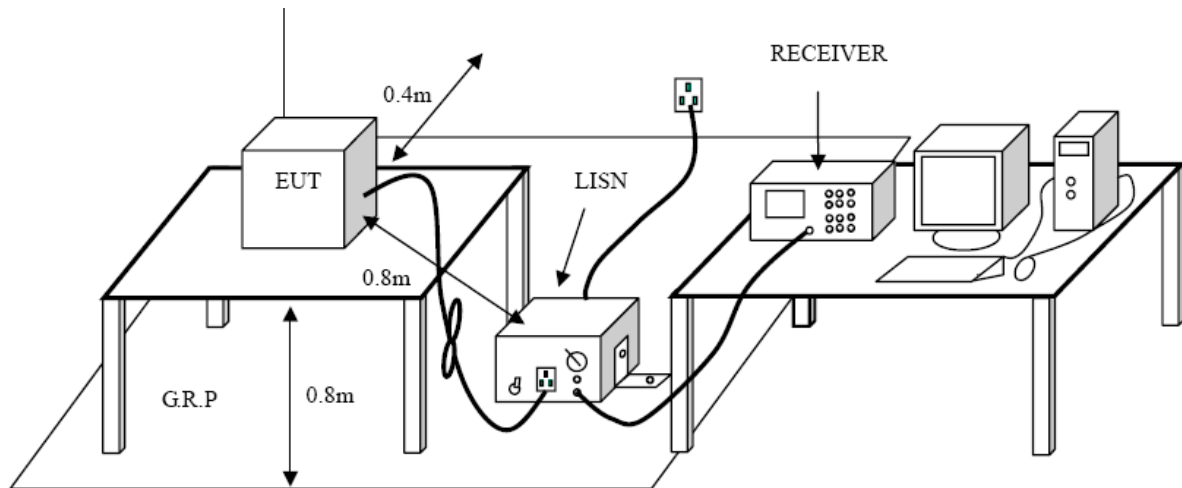 RECEIVER
0.4m
EUT
LISN
0.8m
G.R.P
0.8m